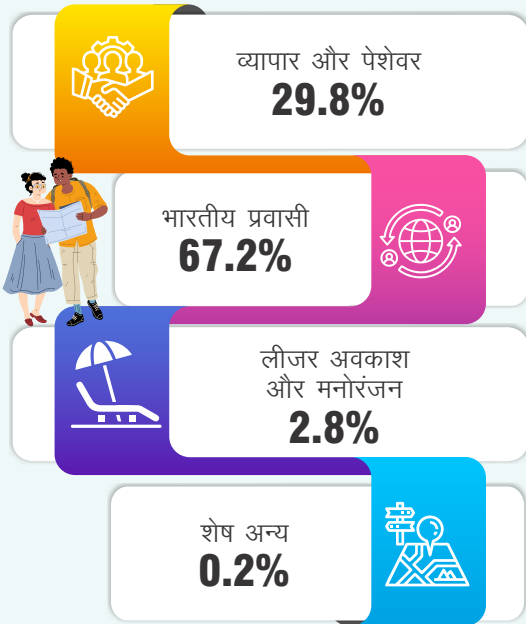 व्यापार और पेशेवर
29.8%
भारतीय प्रवासी
67.2%
लीजर अवकाश
और मनोरंजन
2.8%
शेष अन्य
0.2%